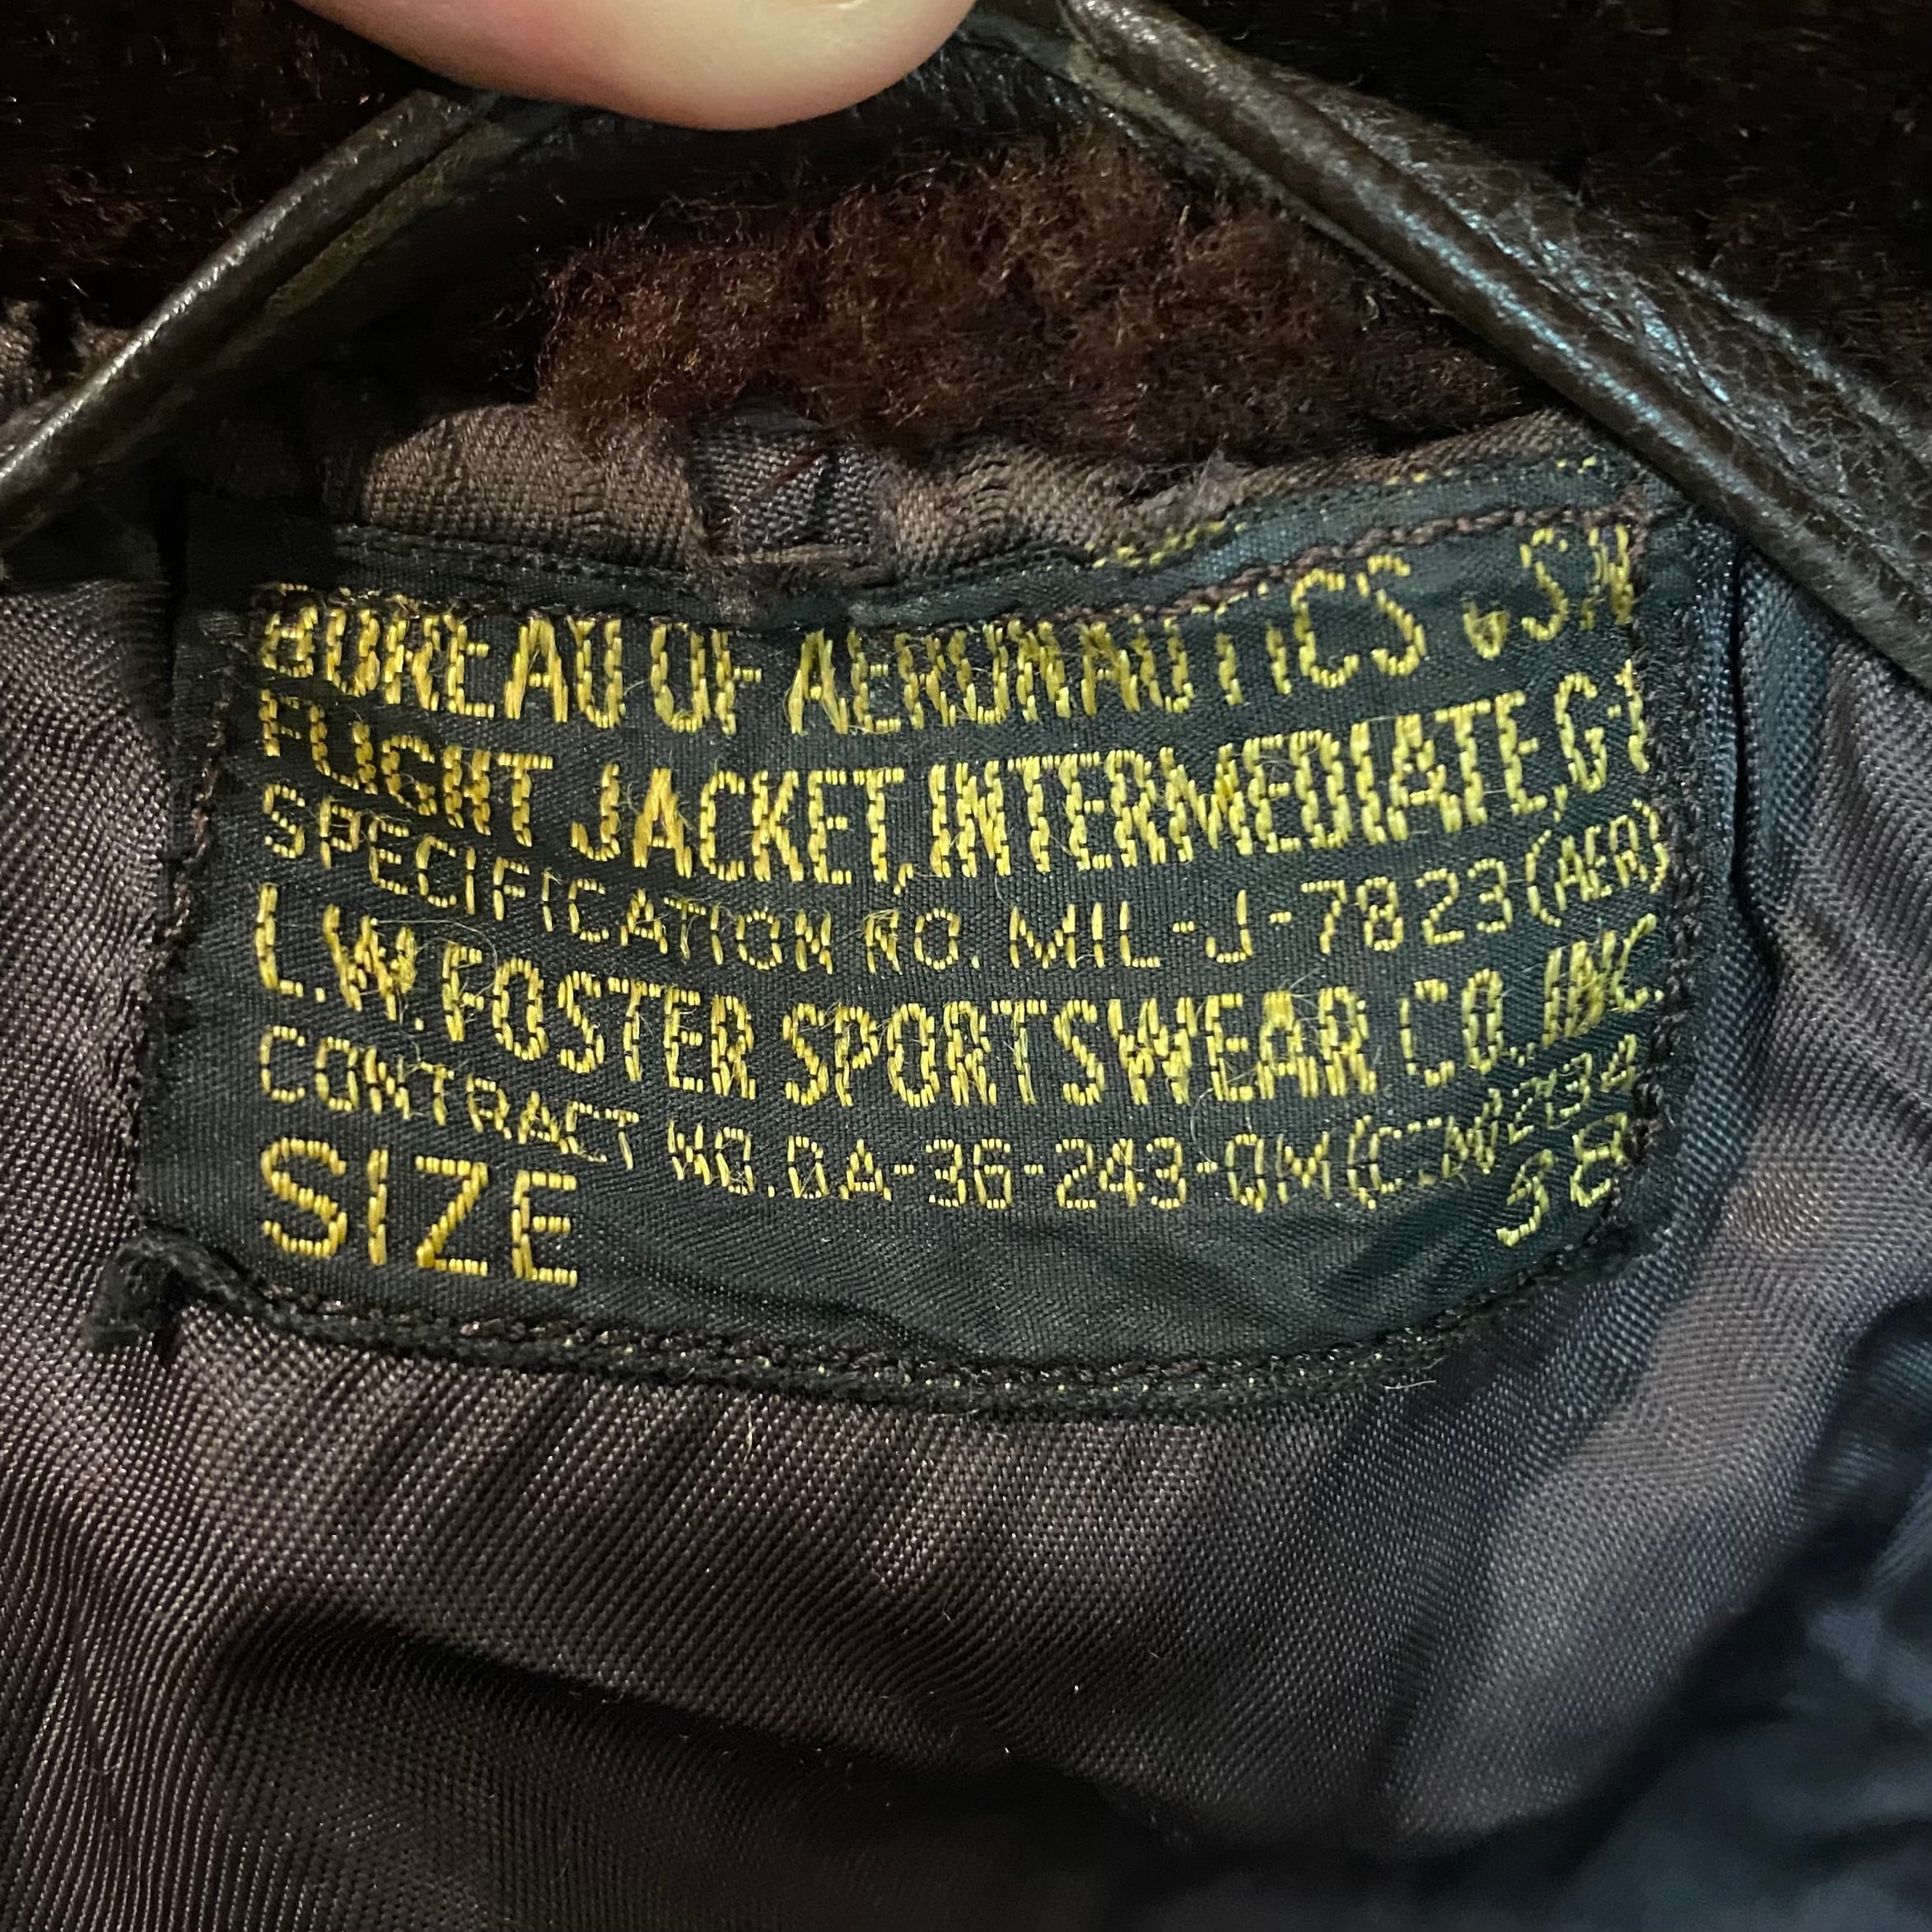 BUREAU OF AERONAUTICS U.S.N
FLIGHT JACKET, INTERMEDIATE, G-1
SPECIFICATION NO. MIL-J-7823 (AER)
L.W. FOSTER SPORTSWEAR CO., INC.
CONTRACT NO. DA-36-243-QM(CTM)2134
SIZE 38